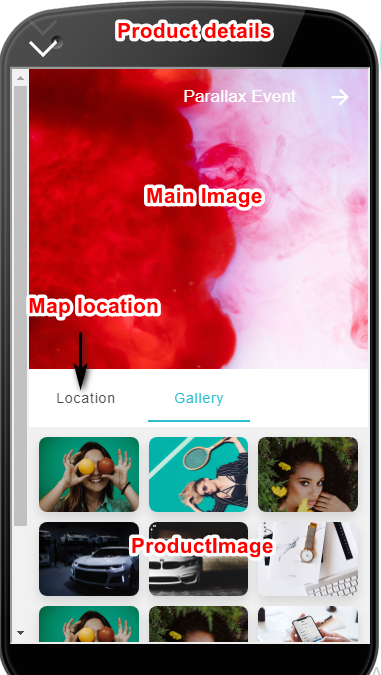 Product details
Parallax Event
Main Image
Map location
Location
Gallery
ProductImage